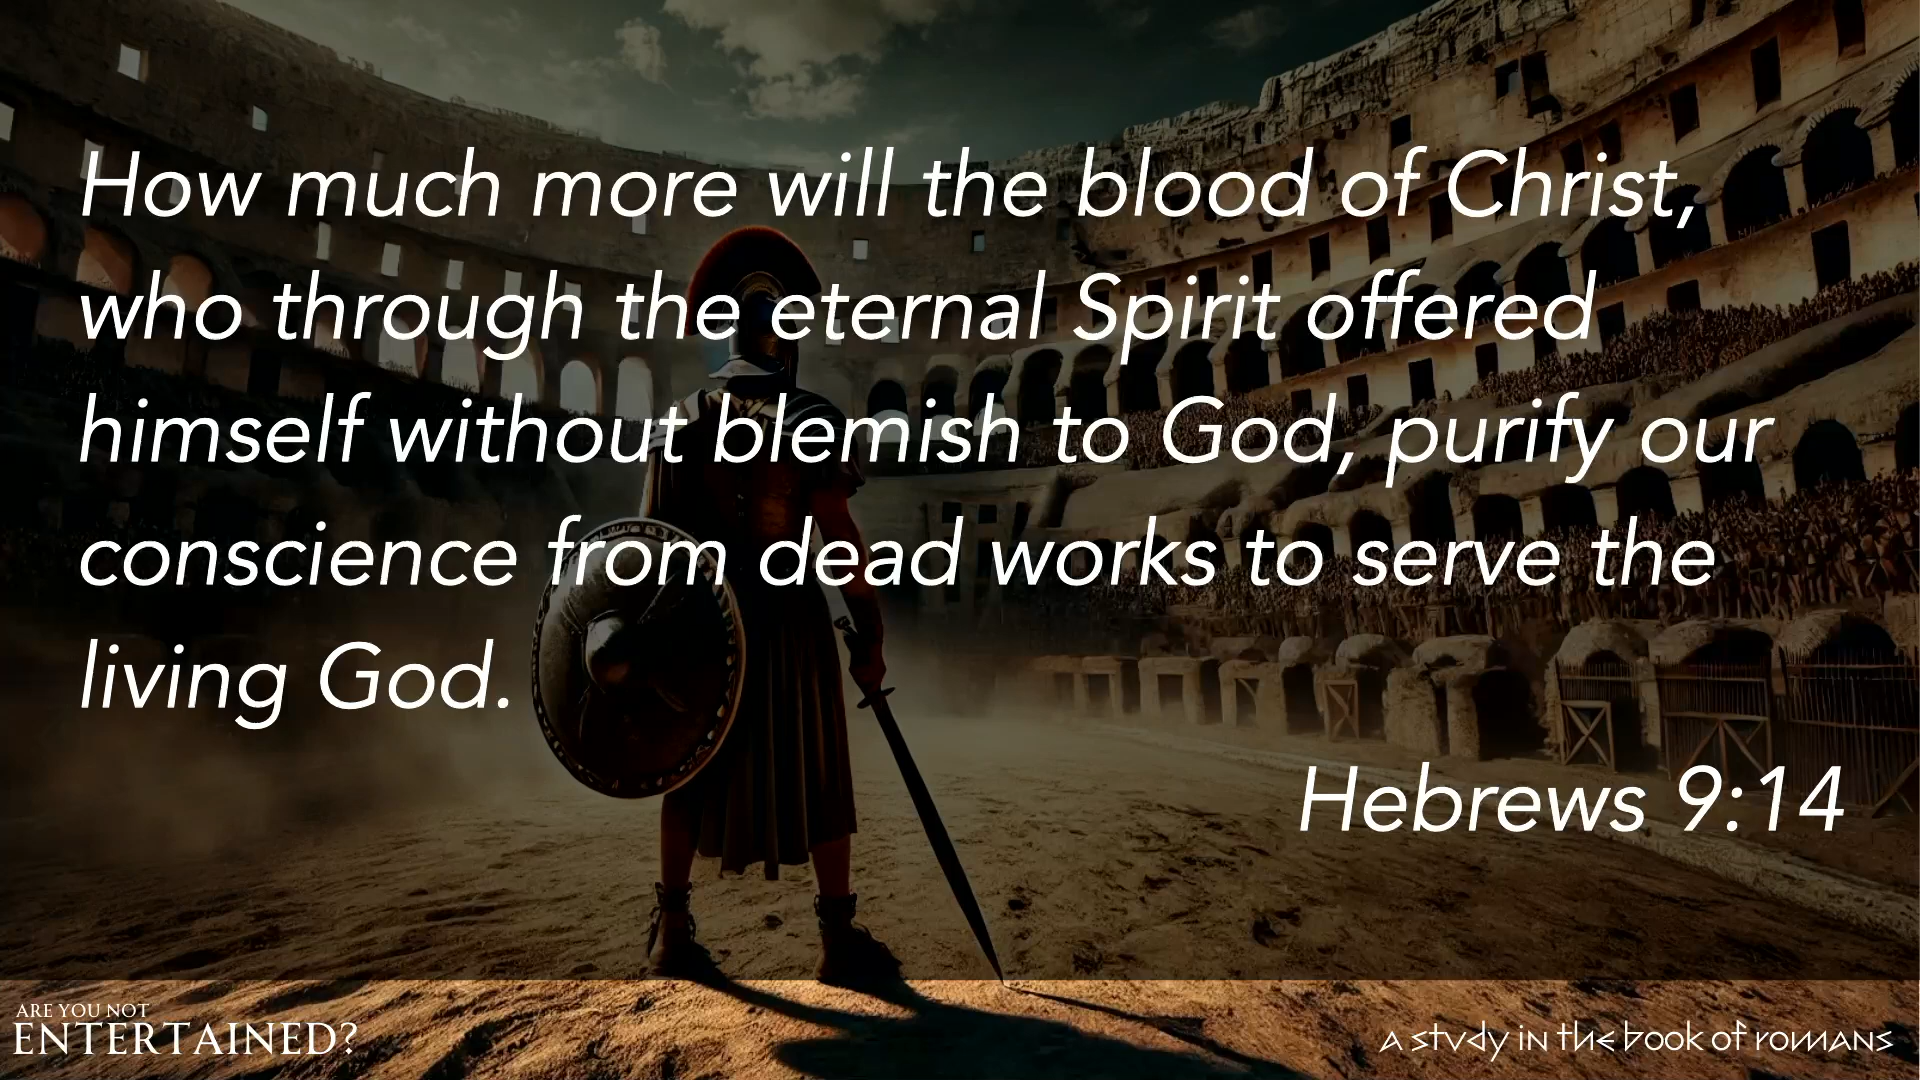 How much more will the blood of Christ,
who through the eternal Spirit offered
himself without blemish to God, purify our
conscience from dead works to serve the
living God.
Hebrews 9:14
ARE YOU NOT
ENTERTAINED?
A study in the book of romans